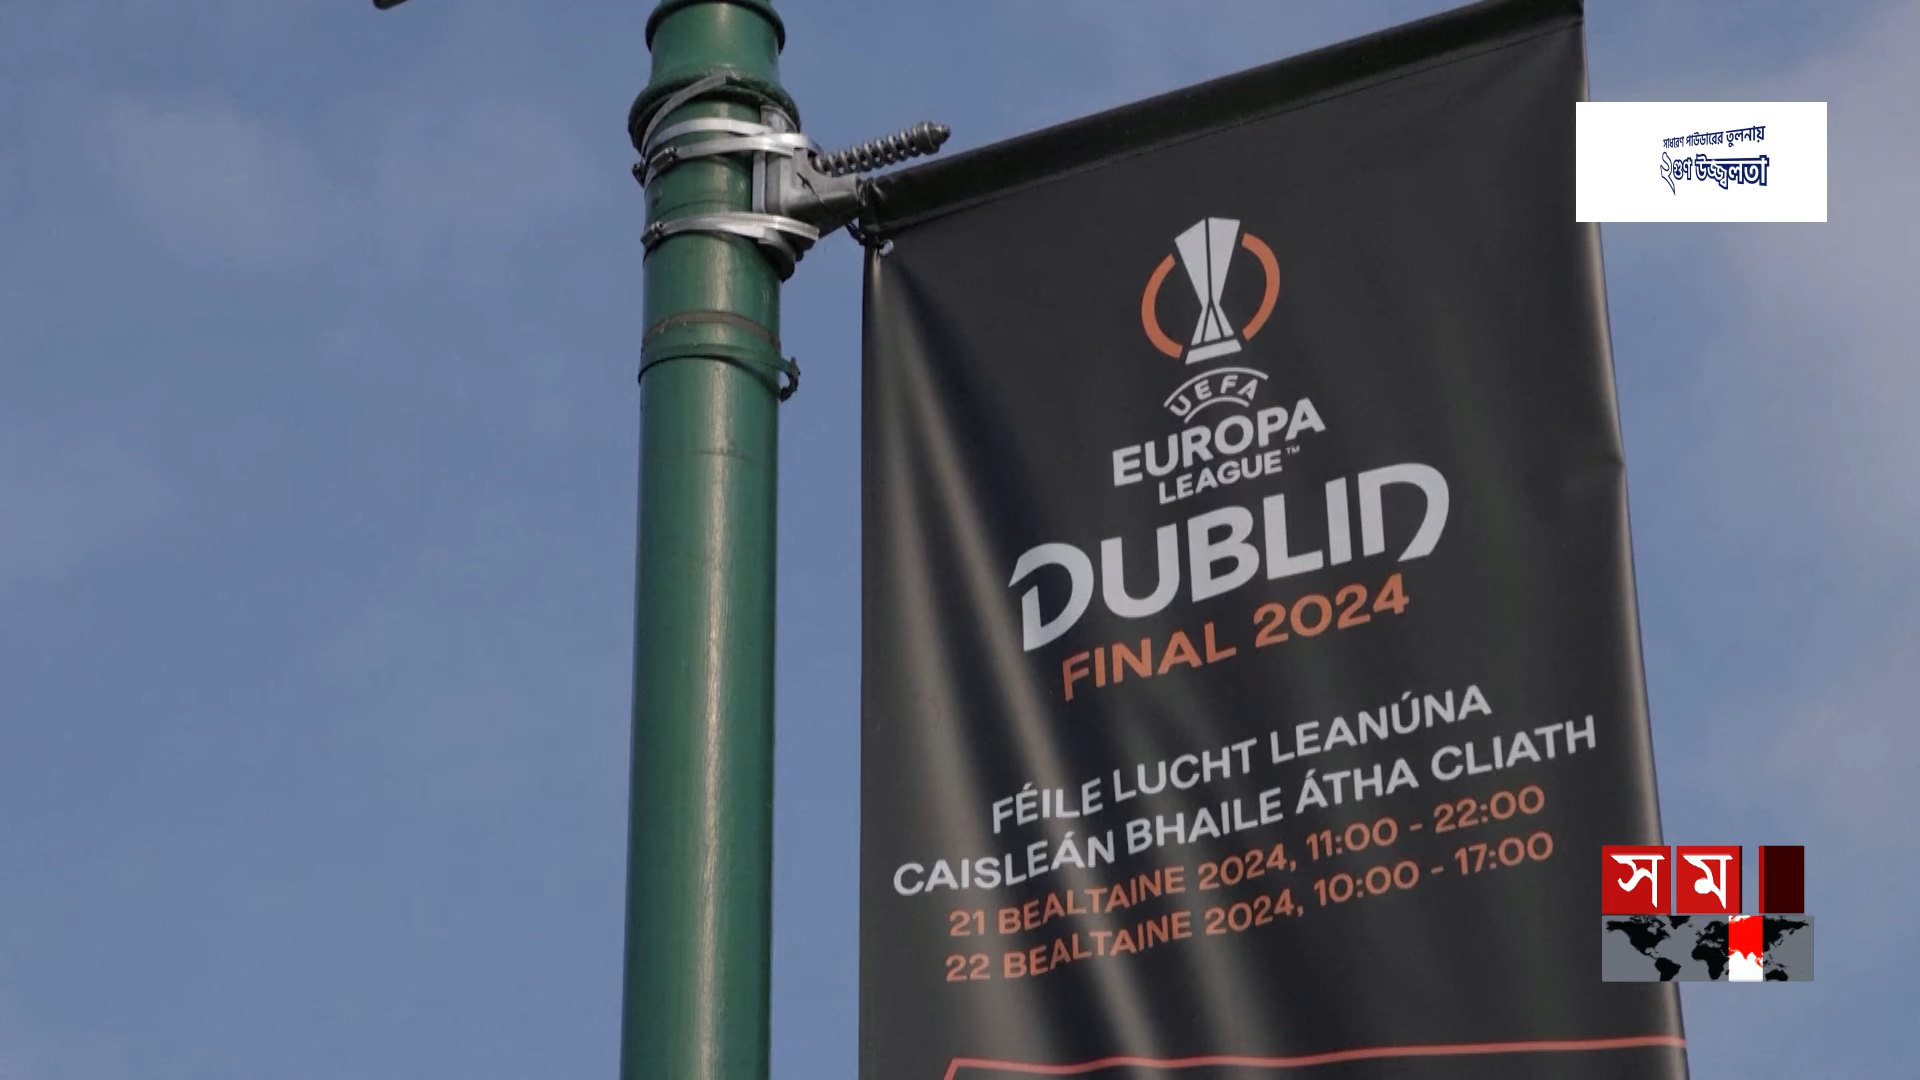 সাধারণ পাউডারের তুলনায়
২গুণ উজ্জ্বলতা
UEFA
EUROPA
LEAGUE™
DUBLIN
FINAL 2024
FÉILE LUCHT LEANÚNA
CAISLEÁN BHAILE ÁTHA CLIATH
21 BEALTAINE 2024, 11:00 - 22:00
22 BEALTAINE 2024, 10:00 - 17:00
সম